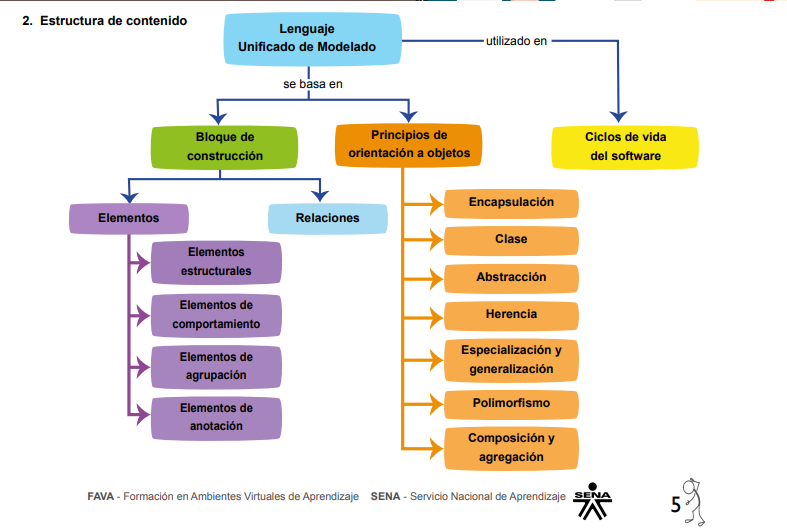 2. Estructura de contenido
Lenguaje
Unificado de Modelado
utilizado en
se basa en
Bloque de
construcción
Principios de
orientación a objetos
Ciclos de vida
del software
Elementos
Relaciones
Elementos
estructurales
Elementos de
comportamiento
Elementos de
agrupación
Elementos de
anotación
Encapsulación
Clase
Abstracción
Herencia
Especialización y
generalización
Polimorfismo
Composición y
agregación
FAVA - Formación en Ambientes Virtuales de Aprendizaje SENA - Servicio Nacional de Aprendizaje
SENA
5